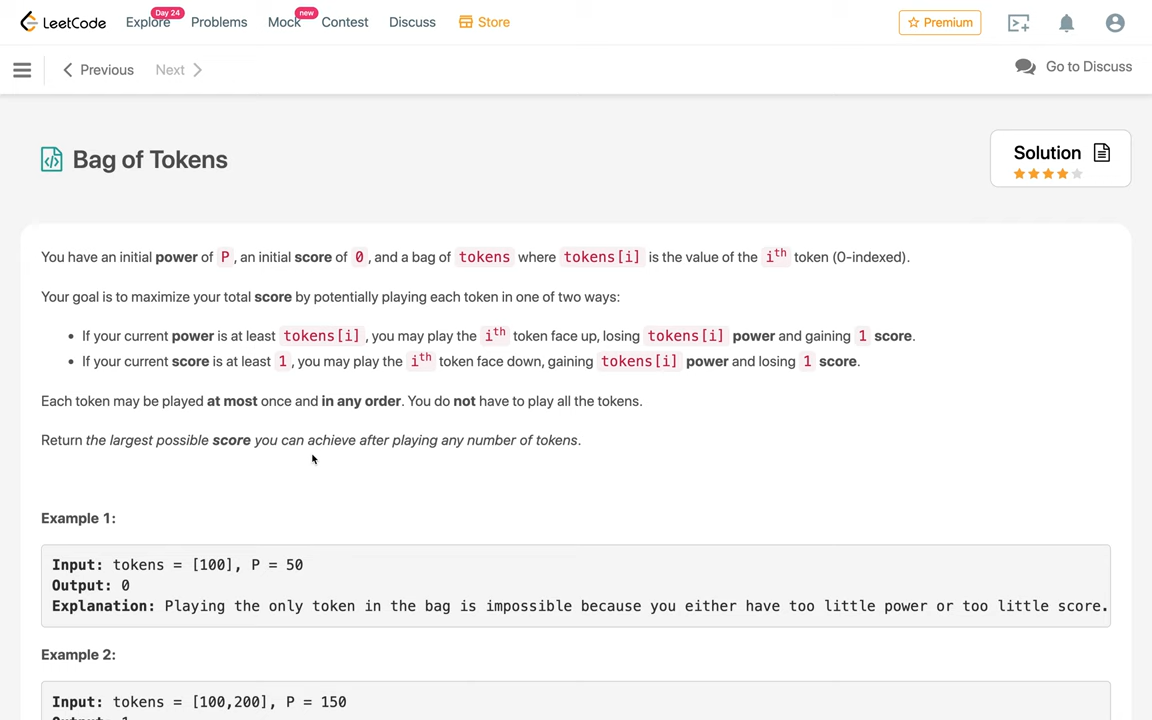 LeetCode Explore Day 24 Problems Mock new Contest Discuss Store Premium
Previous Next Go to Discuss
Bag of Tokens
Solution
You have an initial power of P, an initial score of 0, and a bag of tokens where tokens[i] is the value of the ith token (0-indexed).
Your goal is to maximize your total score by potentially playing each token in one of two ways:
• If your current power is at least tokens[i], you may play the ith token face up, losing tokens[i] power and gaining 1 score.
• If your current score is at least 1, you may play the ith token face down, gaining tokens[i] power and losing 1 score.
Each token may be played at most once and in any order. You do not have to play all the tokens.
Return the largest possible score you can achieve after playing any number of tokens.
Example 1:
Input: tokens = [100], P = 50
Output: 0
Explanation: Playing the only token in the bag is impossible because you either have too little power or too little score.
Example 2:
Input: tokens = [100,200], P = 150